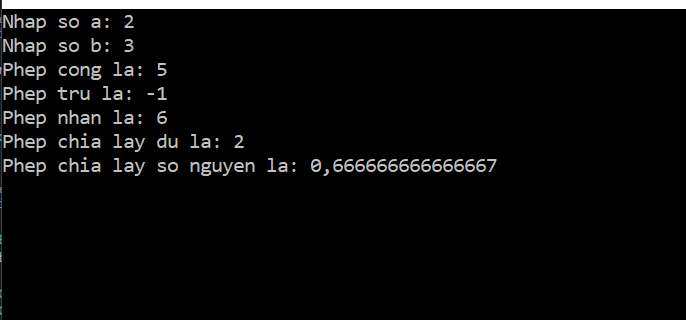 Nhap so a: 2
Nhap so b: 3
Phep cong la: 5
Phep tru la: -1
Phep nhan la: 6
Phep chia lay du la: 2
Phep chia lay so nguyen la: 0,666666666666667